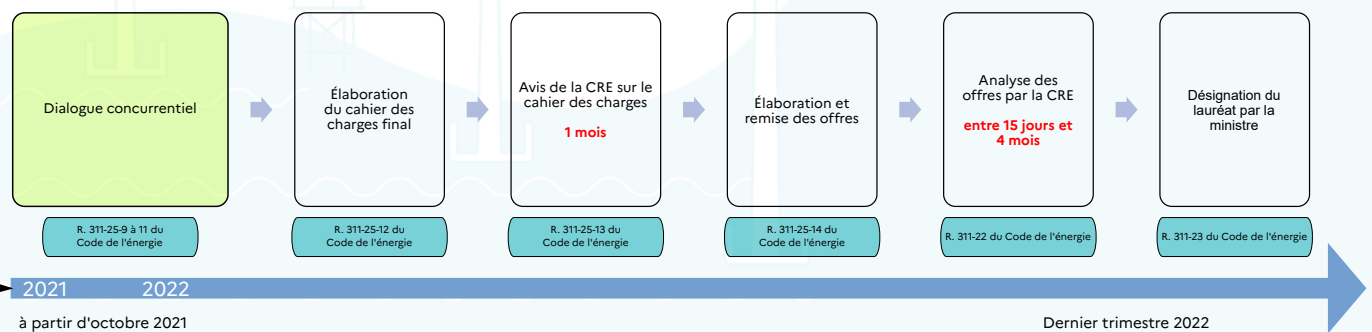 Dialogue concurrentiel
Élaboration
du cahier des
charges final
Avis de la CRE sur le
cahier des charges
1 mois
Élaboration et
remise des offres
Analyse des
offres par la CRE
entre 15 jours et
4 mois
Désignation du
lauréat par la
ministre
R. 311-25-9 à 11 du
Code de l'énergie
R. 311-25-12 du
Code de l'énergie
R. 311-25-13 du
Code de l'énergie
R. 311-25-14 du
Code de l'énergie
R. 311-22 du Code de l'énergie
R. 311-23 du Code de l'énergie
2021 2022
à partir d'octobre 2021
Dernier trimestre 2022